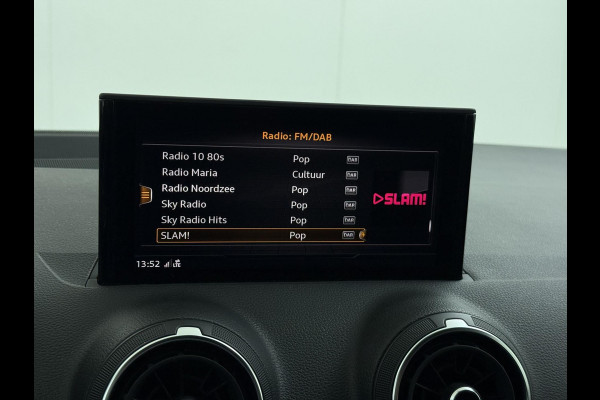 Radio: FM/DAB
Radio 10 80s Pop DAB
Radio Maria Cultuur DAB
Radio Noordzee Pop DAB
Sky Radio Pop DAB
Sky Radio Hits Pop DAB
SLAM! Pop DAB
SLAM!
13:52 LTE